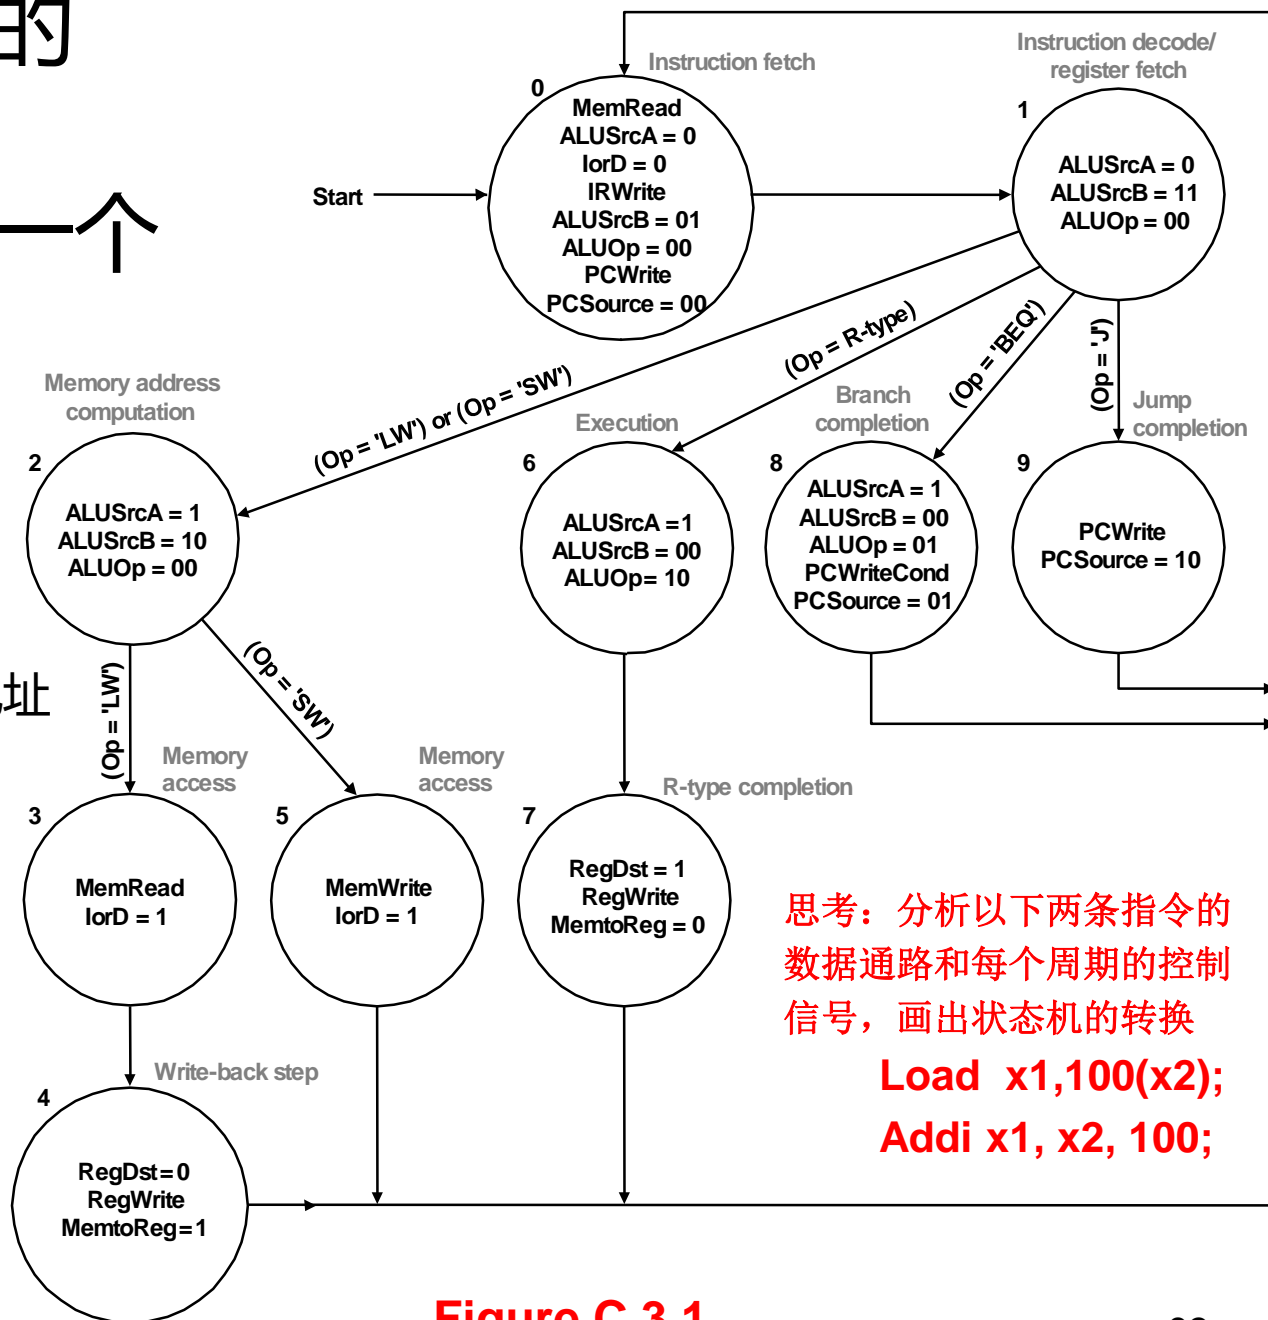 的
一个
址
Start
Instruction fetch
0
MemRead
ALUSrcA = 0
IorD = 0
IRWrite
ALUSrcB = 01
ALUOp = 00
PCWrite
PCSource = 00
Instruction decode/
register fetch
1
ALUSrcA = 0
ALUSrcB = 11
ALUOp = 00
(Op = 'LW') or (Op = 'SW')
(Op = R-type)
(Op = 'BEQ')
(Op = 'J')
Memory address
computation
2
ALUSrcA = 1
ALUSrcB = 10
ALUOp = 00
Execution
6
ALUSrcA =1
ALUSrcB = 00
ALUOp= 10
Branch
completion
8
ALUSrcA = 1
ALUSrcB = 00
ALUOp = 01
PCWriteCond
PCSource = 01
Jump
completion
9
PCWrite
PCSource = 10
(Op = 'LW')
(Op = 'SW')
Memory
access
3
MemRead
IorD = 1
Memory
access
5
MemWrite
IorD = 1
R-type completion
7
RegDst = 1
RegWrite
MemtoReg = 0
Write-back step
4
RegDst=0
RegWrite
MemtoReg=1
思考：分析以下两条指令的
数据通路和每个周期的控制
信号，画出状态机的转换
Load x1,100(x2);
Addi x1, x2, 100;
Figure C.3.1